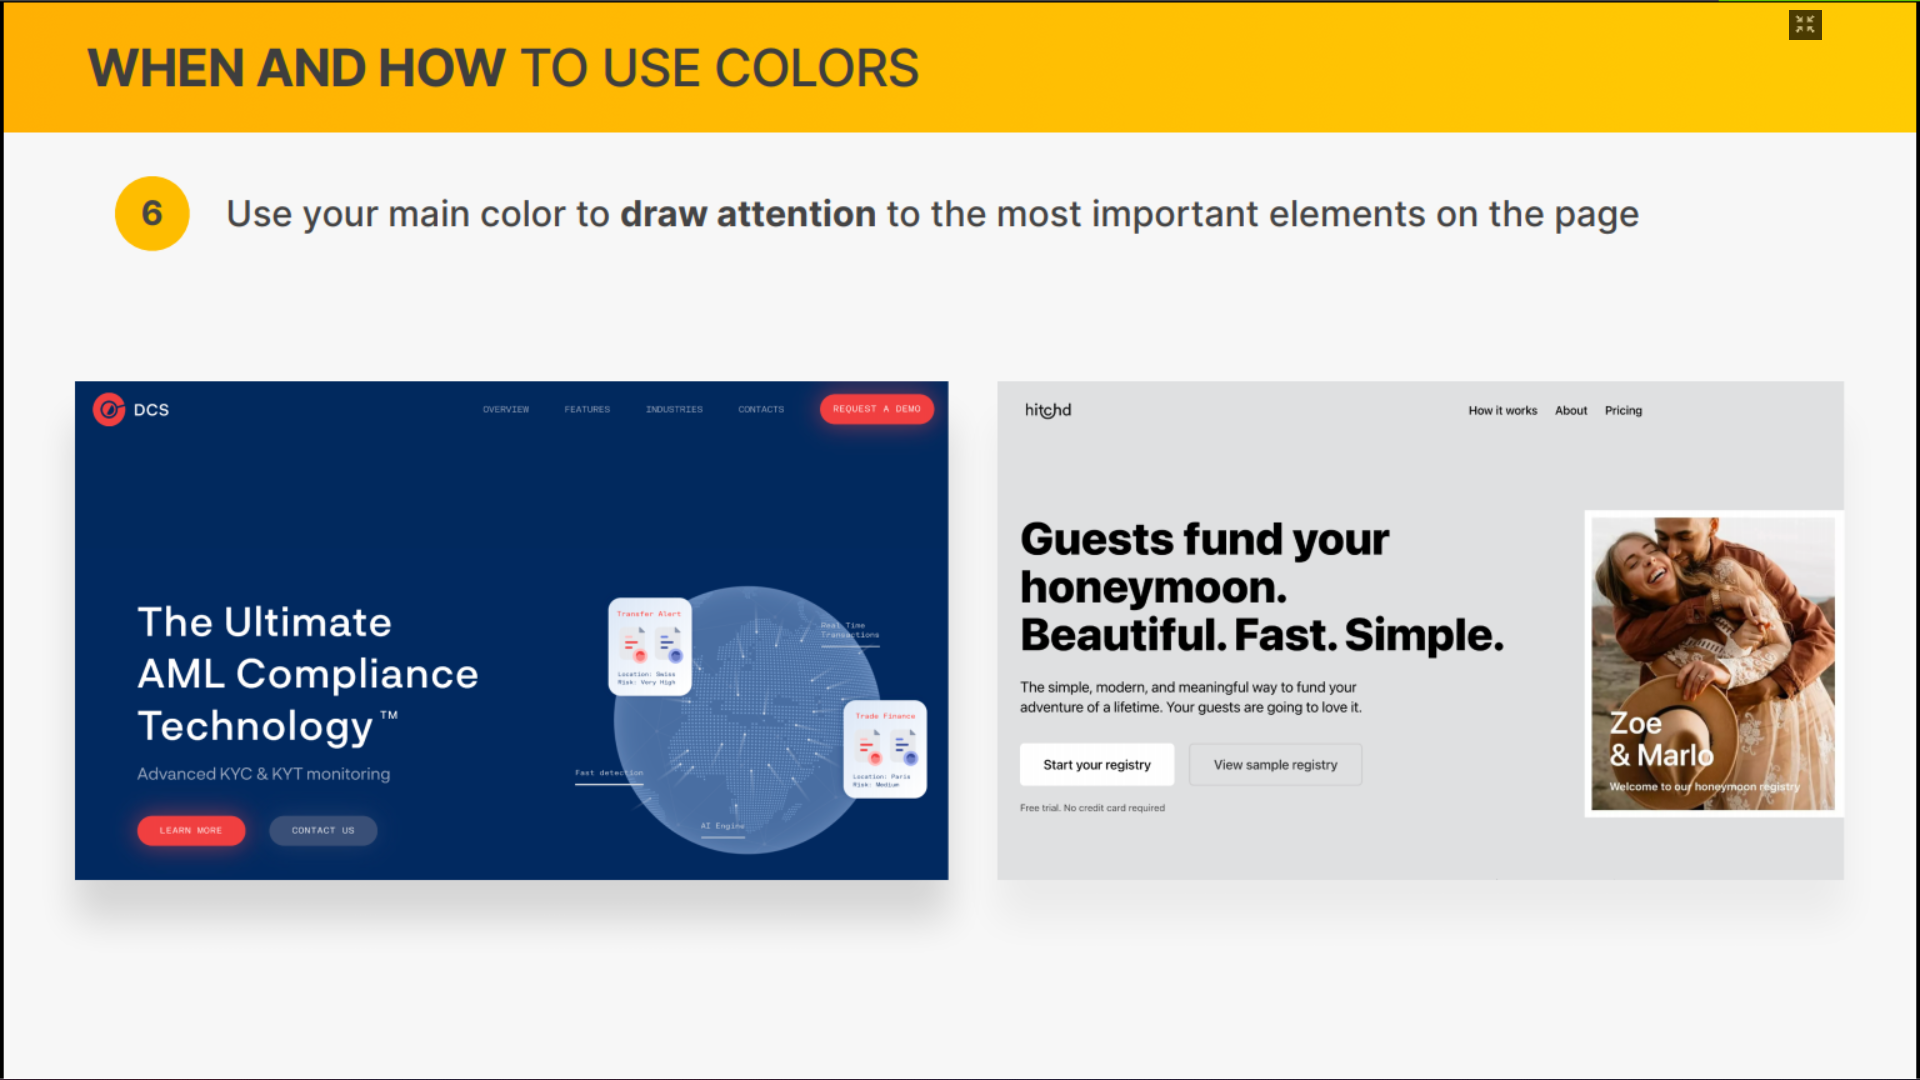 WHEN AND HOW TO USE COLORS
6
Use your main color to draw attention to the most important elements on the page
DCS
OVERVIEW
FEATURES
INDUSTRIES
CONTACTS
REQUEST A DEMO
The Ultimate
AML Compliance
Technology™
Advanced KYC & KYT monitoring
LEARN MORE
CONTACT US
Transfer Alert
Location: Swiss
Risk: Very High
Real Time
Transactions
Trade Finance
Location: Paris
Risk: Medium
Fast detection
AI Engine
hitchd
How it works
About
Pricing
Guests fund your
honeymoon.
Beautiful. Fast. Simple.
The simple, modern, and meaningful way to fund your
adventure of a lifetime. Your guests are going to love it.
Start your registry
View sample registry
Free trial. No credit card required
Zoe
& Marlo
Welcome to our honeymoon registry